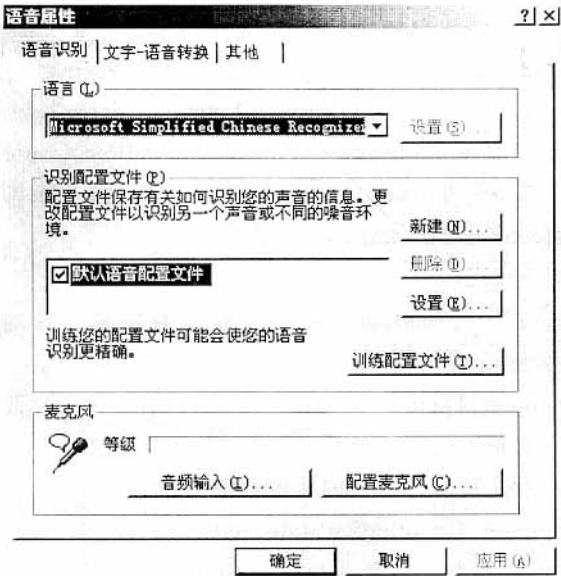 语音属性
语音识别 文字-语音转换 其他
语言(L)
Microsoft Simplified Chinese Recognizer 设置(S)...
识别配置文件(P)
配置文件保存有关如何识别您的声音的信息。更
改配置文件以识别另一个声音或不同的噪音环
境。
新建(N)...
默认语音配置文件
删除(D)...
设置(E)...
训练您的配置文件可能会使您的语音
识别更精确。
训练配置文件(T)...
麦克风
等级
音频输入(I)... 配置麦克风(C)...
确定 取消 应用(A)